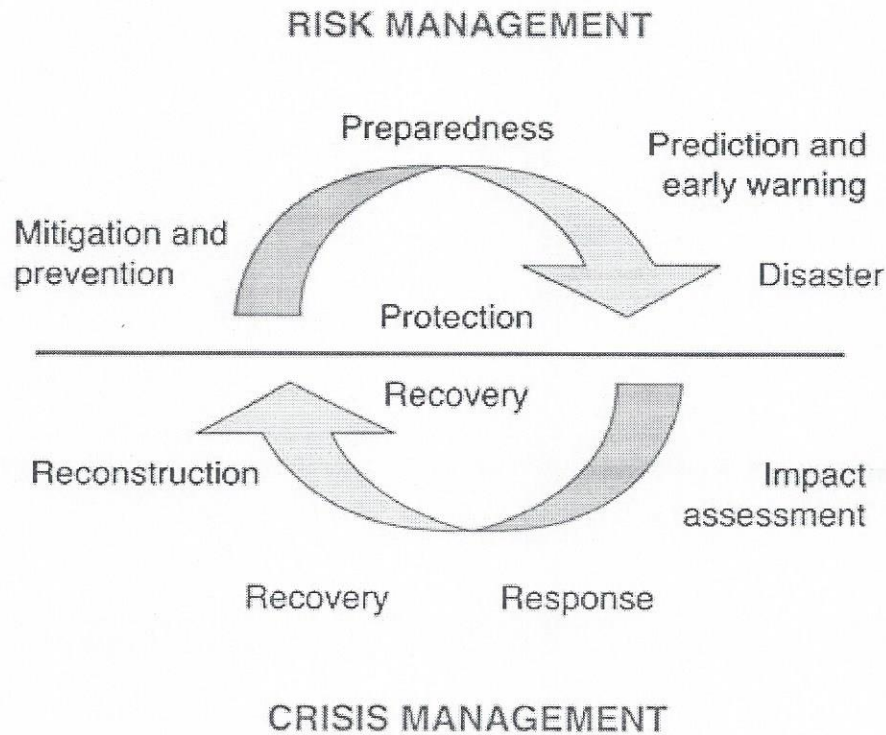 RISK MANAGEMENT
Preparedness
Prediction and
early warning
Mitigation and
prevention
Disaster
Protection
Recovery
Reconstruction
Impact
assessment
Recovery
Response
CRISIS MANAGEMENT